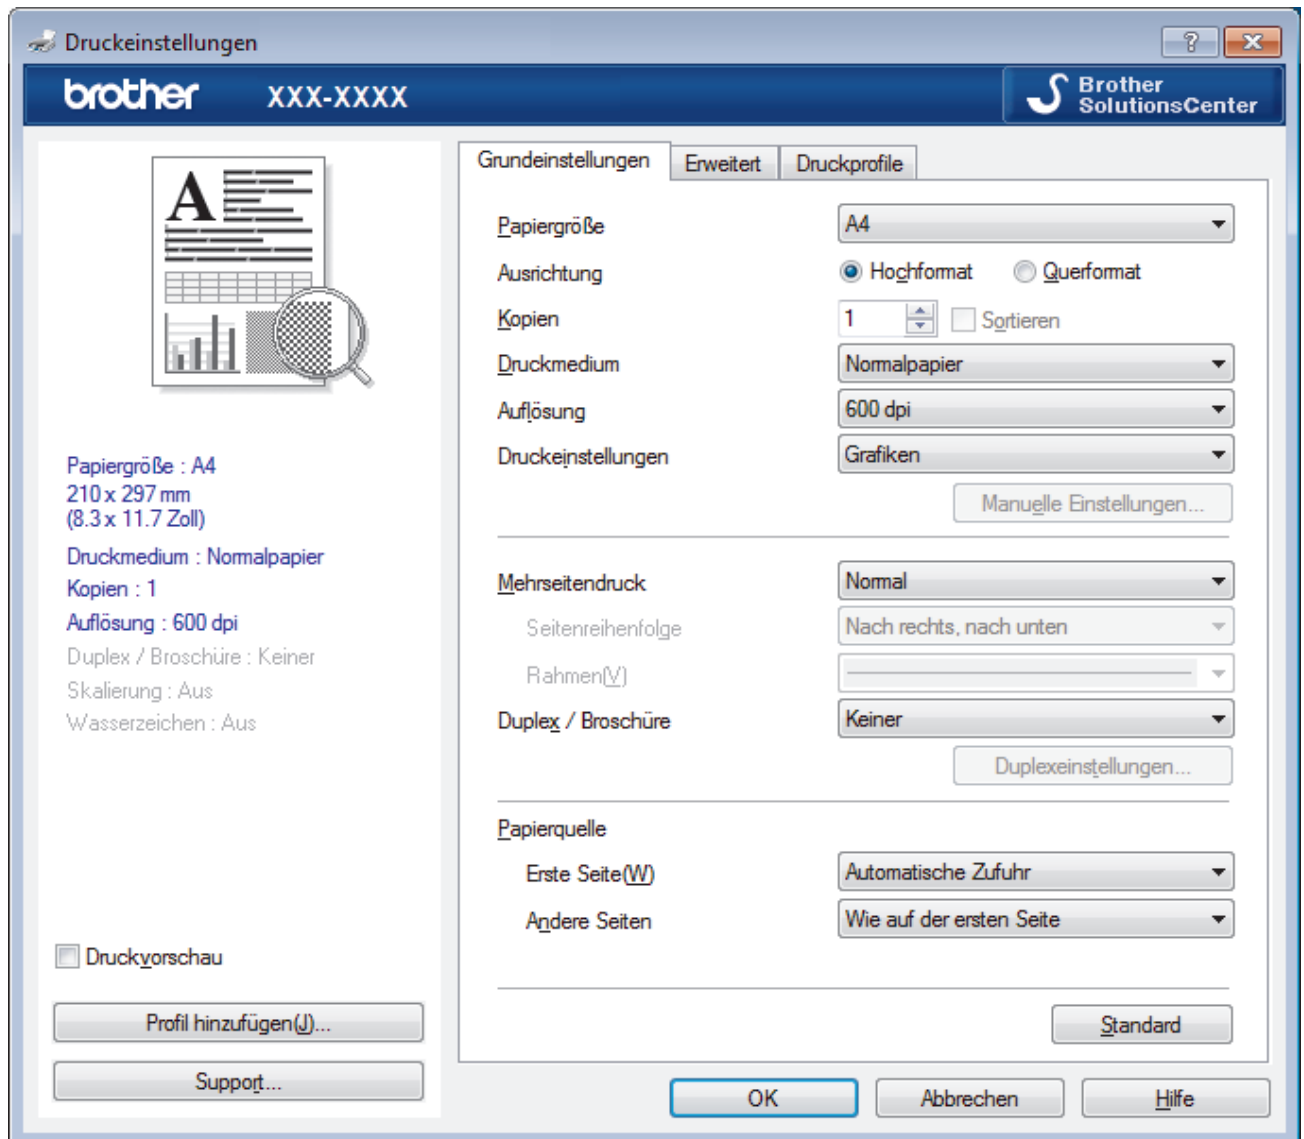 Druckeinstellungen
brother XXX-XXXX
Brother
SolutionsCenter
A
Papiergröße : A4
210 x 297 mm
(8.3 x 11.7 Zoll)
Druckmedium : Normalpapier
Kopien : 1
Auflösung : 600 dpi
Duplex / Broschüre : Keiner
Skalierung : Aus
Wasserzeichen : Aus
Druckvorschau
Profil hinzufügen(J)...
Support...
Grundeinstellungen Erweitert Druckprofile
Papiergröße A4
Ausrichtung Hochformat Querformat
Kopien 1 Sortieren
Druckmedium Normalpapier
Auflösung 600 dpi
Druckeinstellungen Grafiken
Manuelle Einstellungen...
Mehrseitendruck Normal
Seitenreihenfolge Nach rechts, nach unten
Rahmen(V)
Duplex / Broschüre Keiner
Duplexeinstellungen...
Papierquelle
Erste Seite(W) Automatische Zufuhr
Andere Seiten Wie auf der ersten Seite
Standard
OK Abbrechen Hilfe